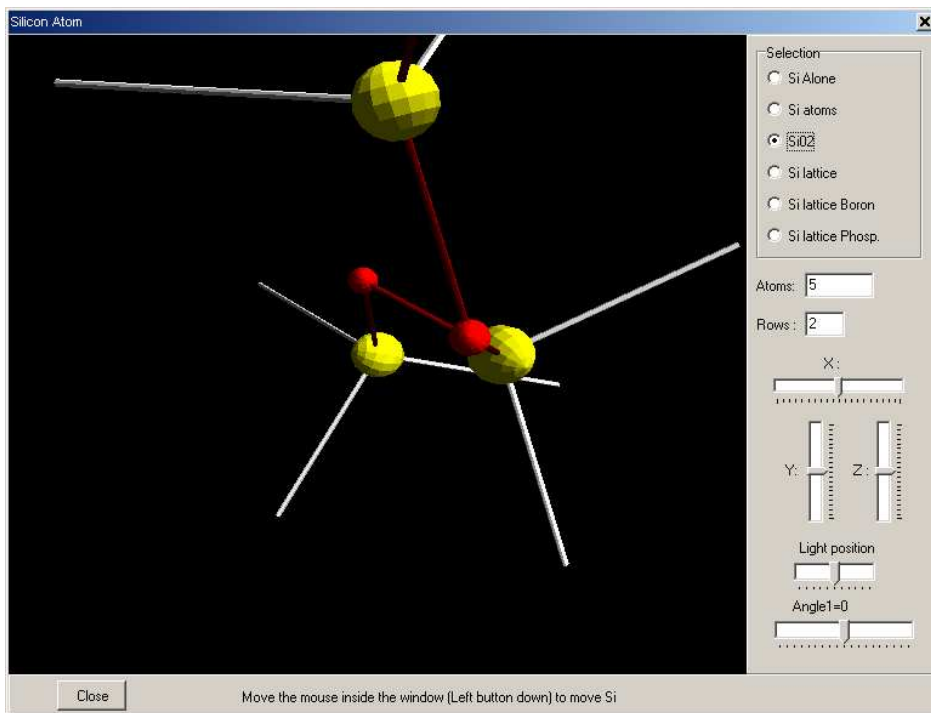 Silicon Atom
Selection
Si Alone
Si atoms
Si02
Si lattice
Si lattice Boron
Si lattice Phosp.
Atoms: 5
Rows : 2
X :
Y: Z :
Light position
Angle1=0
Close Move the mouse inside the window (Left button down) to move Si